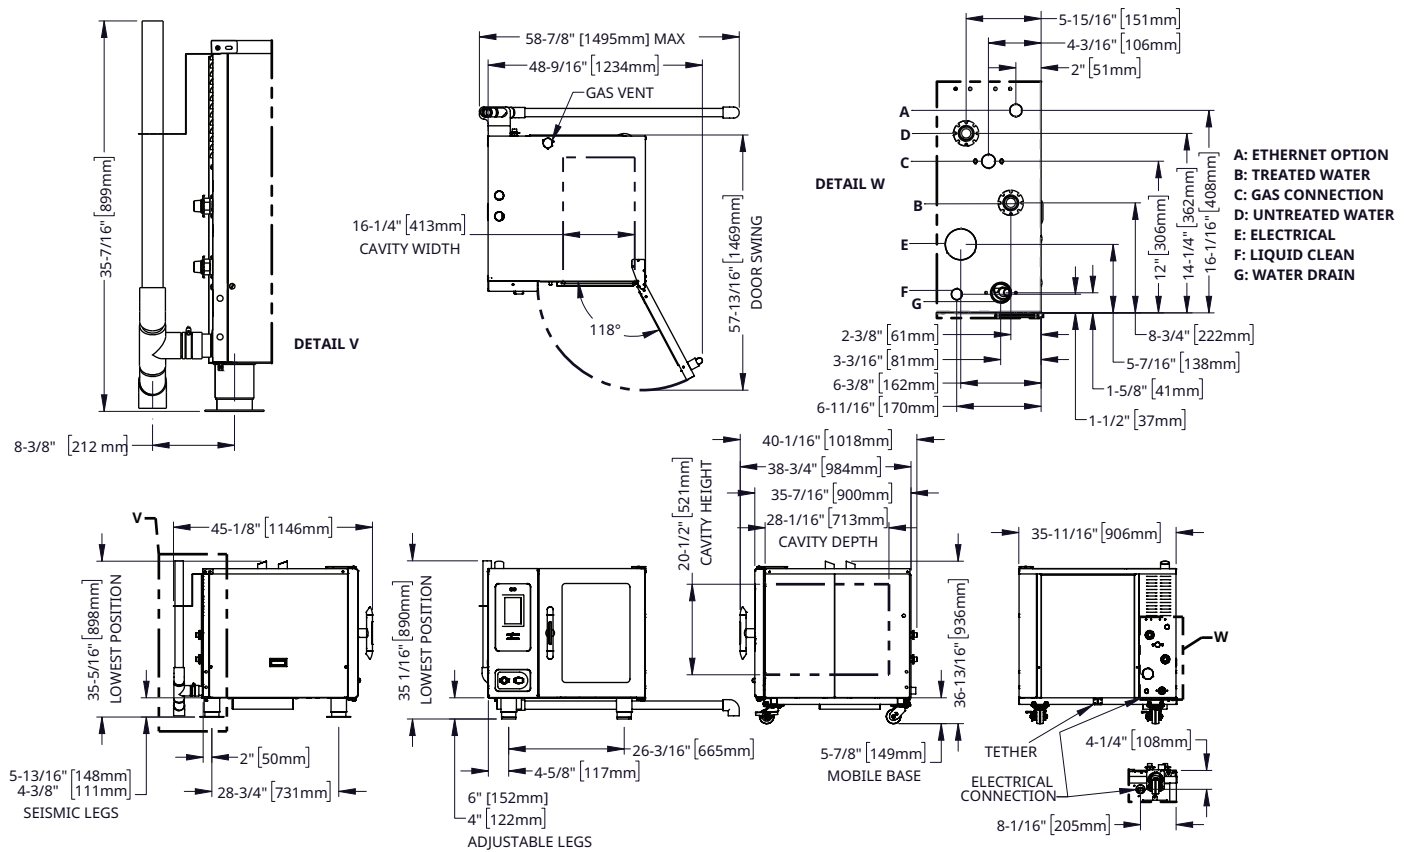 35-7/16" [899mm]
8-3/8" [212 mm]
DETAIL V
58-7/8" [1495mm] MAX
48-9/16" [1234mm]
GAS VENT
16-1/4" [413mm]
CAVITY WIDTH
118°
57-13/16" [1469mm]
DOOR SWING
5-15/16" [151mm]
4-3/16" [106mm]
2" [51mm]
A
D
C
B
E
F
G
DETAIL W
12" [306mm]
14-1/4" [362mm]
16-1/16" [408mm]
A: ETHERNET OPTION
B: TREATED WATER
C: GAS CONNECTION
D: UNTREATED WATER
E: ELECTRICAL
F: LIQUID CLEAN
G: WATER DRAIN
2-3/8" [61mm]
3-3/16" [81mm]
6-3/8" [162mm]
6-11/16" [170mm]
8-3/4" [222mm]
5-7/16" [138mm]
1-5/8" [41mm]
1-1/2" [37mm]
V
45-1/8" [1146mm]
35-5/16" [898mm]
LOWEST POSITION
2" [50mm]
5-13/16" [148mm]
4-3/8" [111mm]
SEISMIC LEGS
28-3/4" [731mm]
35 1/16" [890mm]
LOWEST POSITION
26-3/16" [665mm]
4-5/8" [117mm]
6" [152mm]
4" [122mm]
ADJUSTABLE LEGS
40-1/16" [1018mm]
38-3/4" [984mm]
35-7/16" [900mm]
28-1/16" [713mm]
CAVITY DEPTH
20-1/2" [521mm]
CAVITY HEIGHT
36-13/16" [936mm]
5-7/8" [149mm]
MOBILE BASE
35-11/16" [906mm]
W
TETHER
ELECTRICAL
CONNECTION
4-1/4" [108mm]
8-1/16" [205mm]